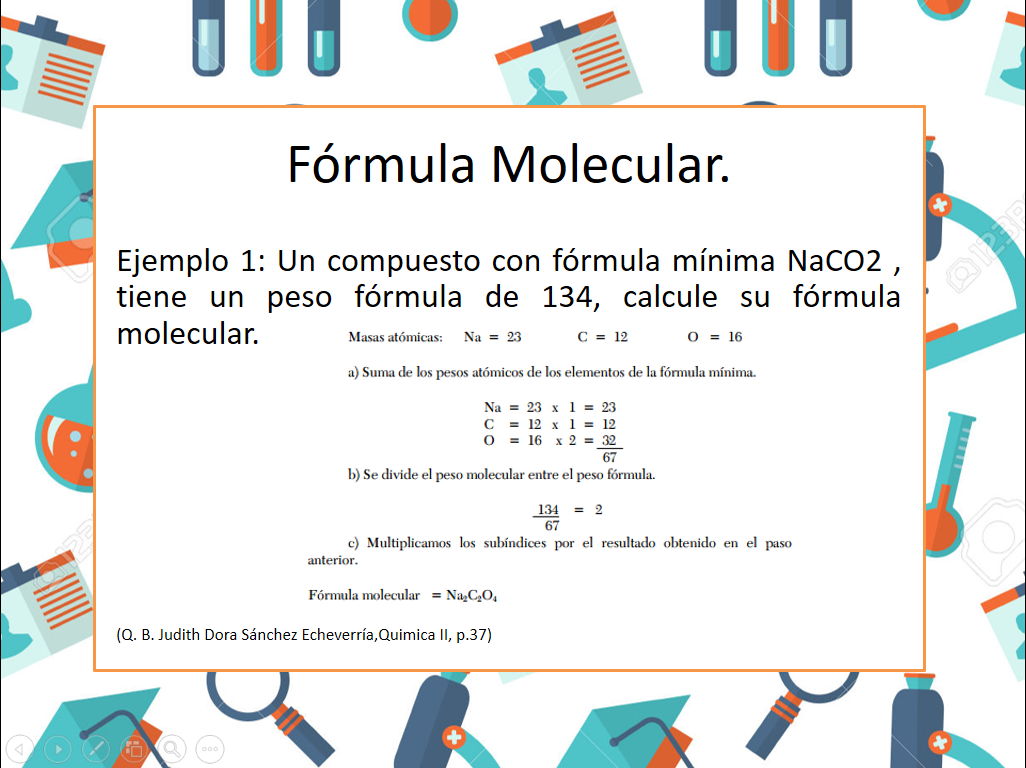 Fórmula Molecular.
Ejemplo 1: Un compuesto con fórmula mínima NaCO2 ,
tiene un peso fórmula de 134, calcule su fórmula
molecular.
Masas atómicas: Na = 23 C = 12 O = 16
a) Suma de los pesos atómicos de los elementos de la fórmula mínima.
Na = 23 x 1 = 23
C = 12 x 1 = 12
O = 16 x 2 = 32
67
b) Se divide el peso molecular entre el peso fórmula.
134 = 2
67
c) Multiplicamos los subíndices por el resultado obtenido en el paso
anterior.
Fórmula molecular = Na₂C₂O₄
(Q. B. Judith Dora Sánchez Echeverría,Quimica II, p.37)